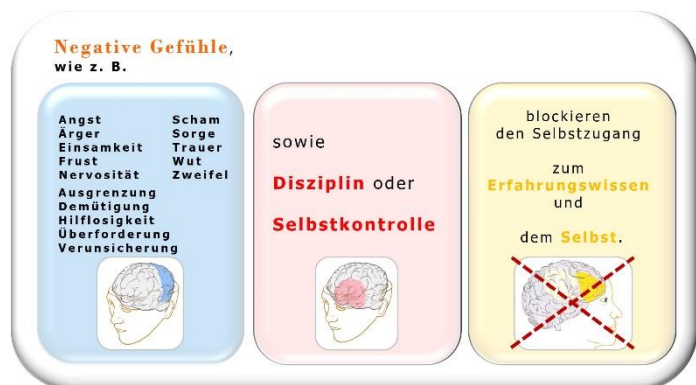 Negative Gefühle,
wie z. B.
Angst
Ärger
Einsamkeit
Frust
Nervosität
Scham
Sorge
Trauer
Wut
Zweifel
Ausgrenzung
Demütigung
Hilflosigkeit
Überforderung
Verunsicherung
sowie
Disziplin oder
Selbstkontrolle
blockieren
den Selbstzugang
zum
Erfahrungswissen
und
dem Selbst.